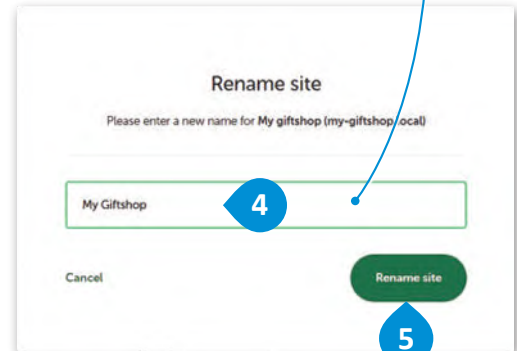 Rename site
Please enter a new name for My giftshop (my-giftshop.local)
My Giftshop
4
Cancel
Rename site
5